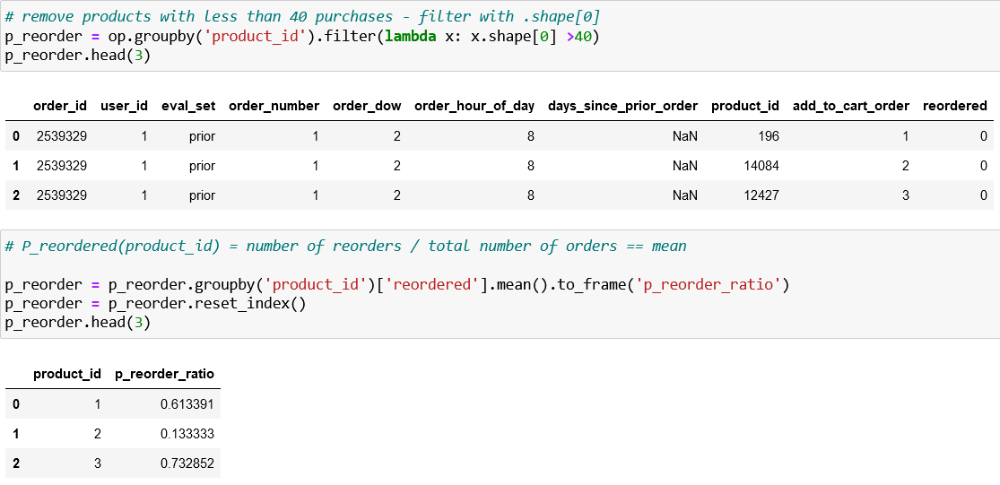 # remove products with less than 40 purchases - filter with .shape[0]
p_reorder = op.groupby('product_id').filter(lambda x: x.shape[0] >40)
p_reorder.head(3)
order_id user_id eval_set order_number order_dow order_hour_of_day days_since_prior_order product_id add_to_cart_order reordered
0 2539329 1 prior 1 2 8 NaN 196 1 0
1 2539329 1 prior 1 2 8 NaN 14084 2 0
2 2539329 1 prior 1 2 8 NaN 12427 3 0
# P_reordered(product_id) = number of reorders / total number of orders == mean
p_reorder = p_reorder.groupby('product_id')['reordered'].mean().to_frame('p_reorder_ratio')
p_reorder = p_reorder.reset_index()
p_reorder.head(3)
product_id p_reorder_ratio
0 1 0.613391
1 2 0.133333
2 3 0.732852